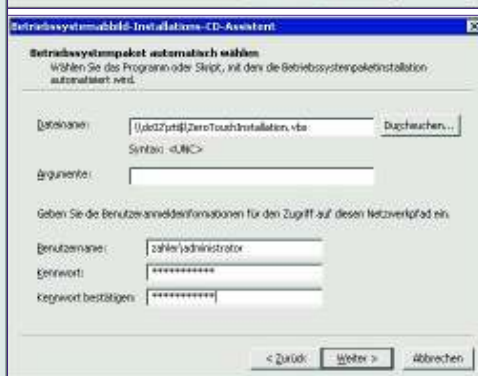 Betriebssystemabbild-Installations-CD-Assistent
Betriebssystempaket automatisch wählen
Wählen Sie das Programm oder Skript, mit dem die Betriebssystempaketinstallation
automatisiert wird.
Dateiname: \\dc02\ptt$\ZeroTouchInstallation.vbs Durchsuchen...
Syntax: <UNC>
Argumente:
Geben Sie die Benutzeranmeldeinformationen für den Zugriff auf diesen Netzwerkpfad ein.
Benutzername: zahler\administrator
Kennwort: ***********
Kennwort bestätigen: ***********
< Zurück Weiter > Abbrechen